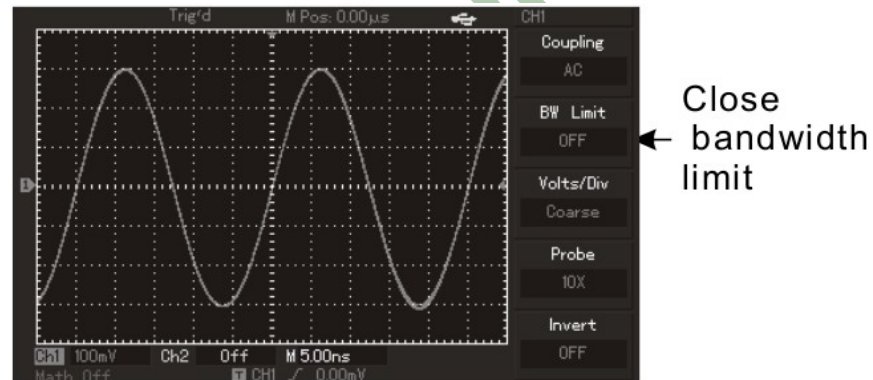 Trig'd M Pos: 0.00μs CH1
Coupling
AC
BW Limit
OFF
Volts/Div
Coarse
Probe
10X
Invert
OFF
1
Ch1 100mV Ch2 Off M 5.00ns
Math Off T CH1 0.00mV
Close
bandwidth
limit